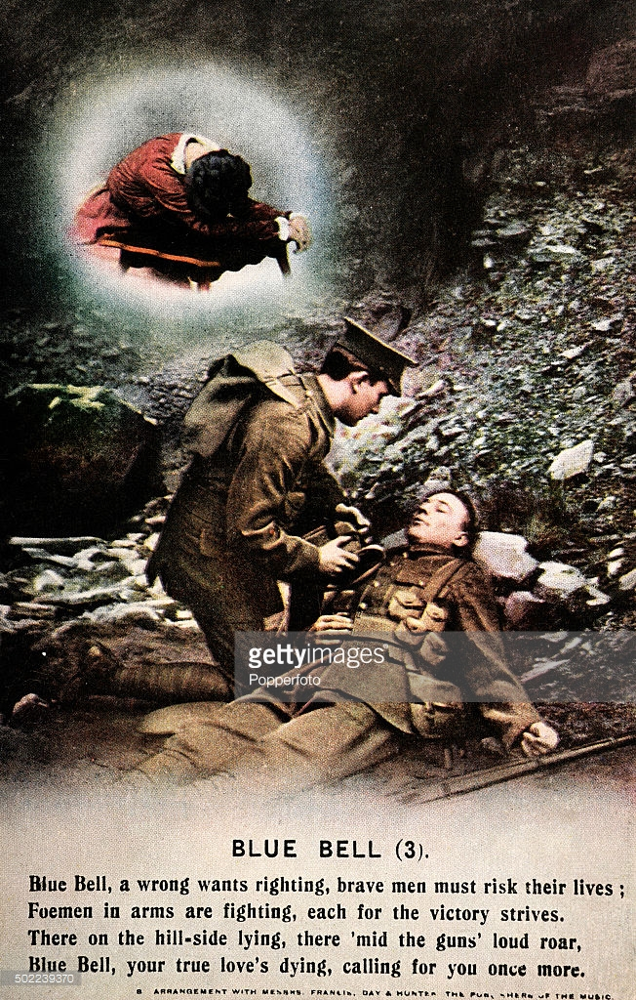 gettyimages
Popperfoto
BLUE BELL (3).
Blue Bell, a wrong wants righting, brave men must risk their lives ;
Foemen in arms are fighting, each for the victory strives.
There on the hill-side lying, there 'mid the guns' loud roar,
Blue Bell, your true love's dying, calling for you once more.
502239370
ARRANGEMENT WITH MESSRS. FRANCIS, DAY & HUNTER THE PUBLISHERS OF THE MUSIC.